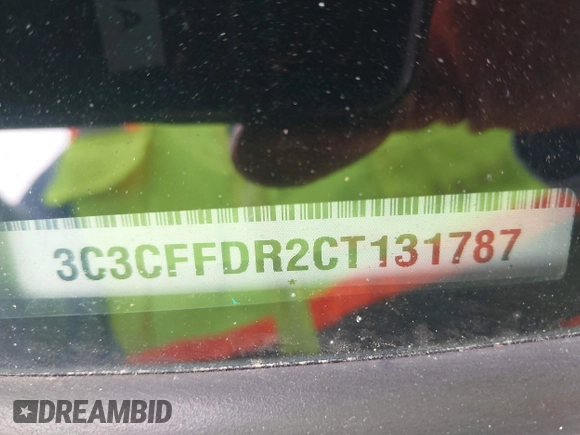 A
3C3CFFDR2CT131787
*
DREAMBID